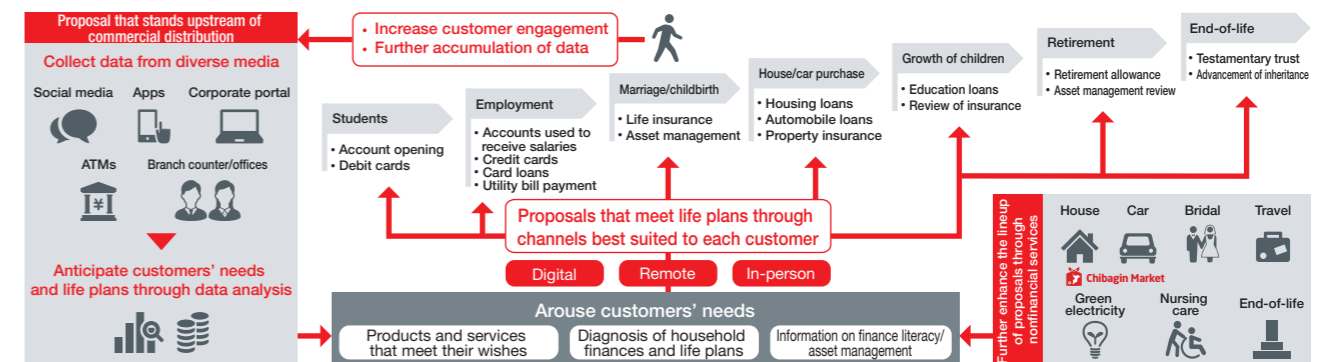 Proposal that stands upstream of
commercial distribution
Collect data from diverse media
Social media
Apps
Corporate portal
ATMs
Branch counter/offices
¥
Anticipate customers' needs
and life plans through data analysis
• Increase customer engagement
• Further accumulation of data
Students
• Account opening
• Debit cards
Employment
• Accounts used to
receive salaries
• Credit cards
• Card loans
• Utility bill payment
Marriage/childbirth
• Life insurance
• Asset management
House/car purchase
• Housing loans
• Automobile loans
• Property insurance
Growth of children
• Education loans
• Review of insurance
Retirement
• Retirement allowance
• Asset management review
End-of-life
• Testamentary trust
• Advancement of inheritance
Proposals that meet life plans through
channels best suited to each customer
Digital
Remote
In-person
Arouse customers' needs
Products and services
that meet their wishes
Diagnosis of household
finances and life plans
Information on finance literacy/
asset management
Further enhance the lineup
of proposals through
nonfinancial services
House
Car
Bridal
Travel
Chibagin Market
Green
electricity
Nursing
care
End-of-life